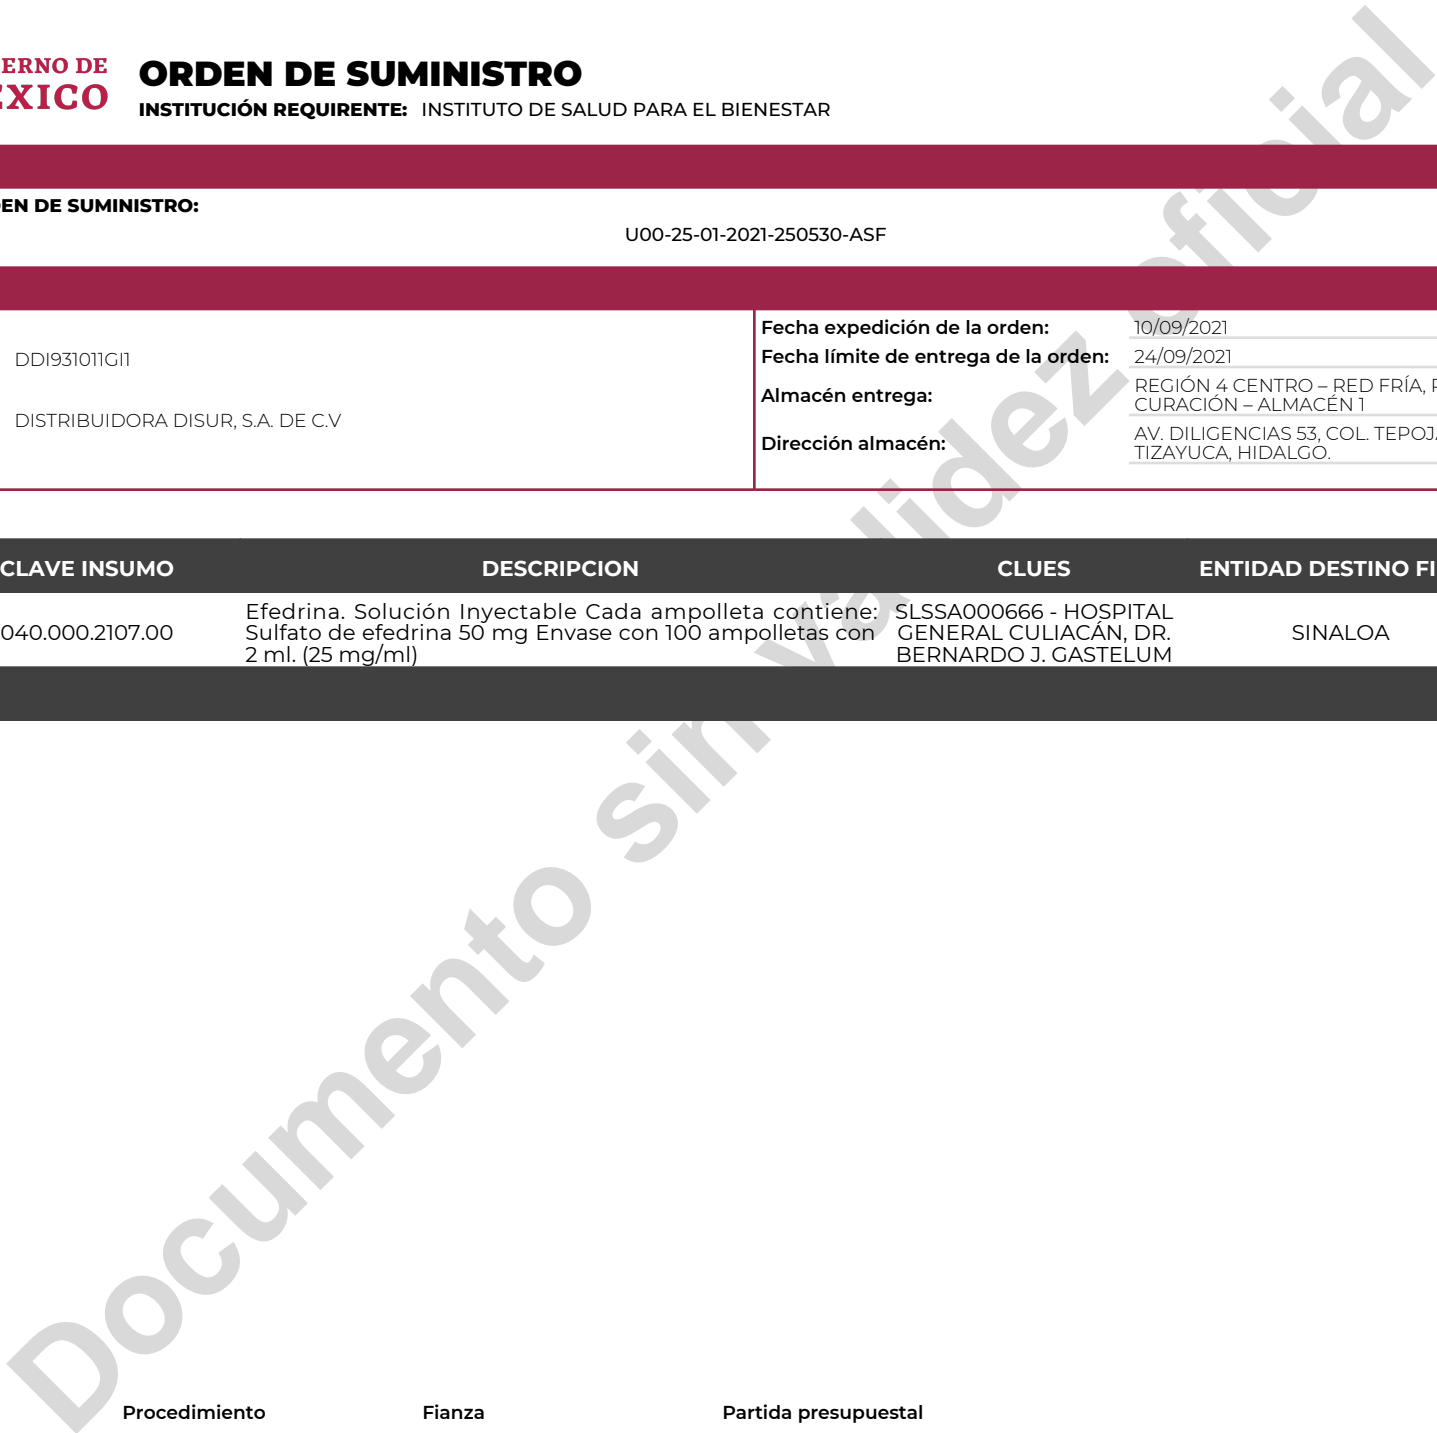 ERNO DE
EXICO
ORDEN DE SUMINISTRO
INSTITUCIÓN REQUIRENTE: INSTITUTO DE SALUD PARA EL BIENESTAR
EN DE SUMINISTRO:
U00-25-01-2021-250530-ASF
DDI931011GI1
DISTRIBUIDORA DISUR, S.A. DE C.V
Fecha expedición de la orden: 10/09/2021
Fecha límite de entrega de la orden: 24/09/2021
Almacén entrega: REGIÓN 4 CENTRO – RED FRÍA,
CURACIÓN – ALMACÉN 1
Dirección almacén: AV. DILIGENCIAS 53, COL. TEPOJ
TIZAYUCA, HIDALGO.
CLAVE INSUMO DESCRIPCION CLUES ENTIDAD DESTINO FI
040.000.2107.00
Efedrina. Solución Inyectable Cada ampolleta contiene:
Sulfato de efedrina 50 mg Envase con 100 ampolletas con
2 ml. (25 mg/ml)
SLSSA000666 - HOSPITAL
GENERAL CULIACÁN, DR.
BERNARDO J. GASTELUM
SINALOA
Documento sin validez oficial
Procedimiento Fianza Partida presupuestal